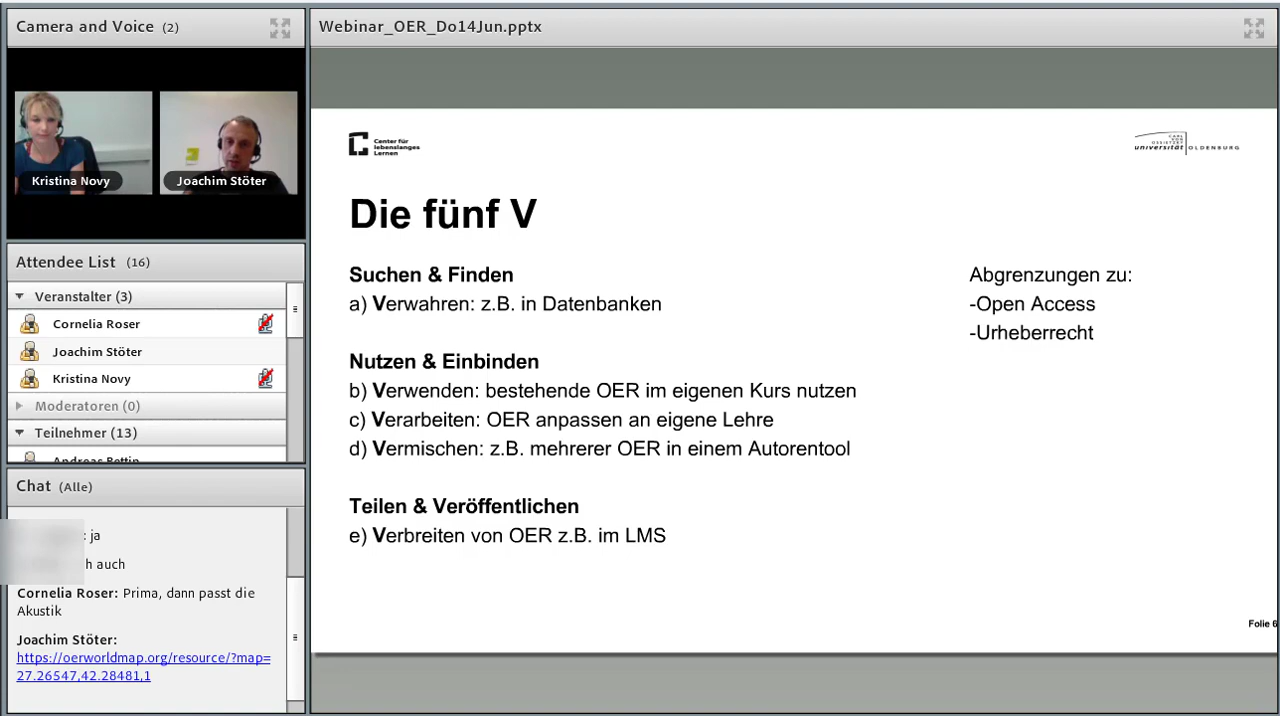 Camera and Voice (2)
Kristina Novy
Joachim Stöter
Attendee List (16)
Veranstalter (3)
Cornelia Roser
Joachim Stöter
Kristina Novy
Moderatoren (0)
Teilnehmer (13)
Andreas Bettin
Chat (Alle)
: ja
h auch
Cornelia Roser: Prima, dann passt die
Akustik
Joachim Stöter:
https://oerworldmap.org/resource/?map=
27.26547,42.28481,1
Webinar_OER_Do14Jun.pptx
Center für
lebenslanges
Lernen
CARL
VON
OSSIETZKY
universität OLDENBURG
Die fünf V
Suchen & Finden
a) Verwahren: z.B. in Datenbanken
Nutzen & Einbinden
b) Verwenden: bestehende OER im eigenen Kurs nutzen
c) Verarbeiten: OER anpassen an eigene Lehre
d) Vermischen: z.B. mehrerer OER in einem Autorentool
Teilen & Veröffentlichen
e) Verbreiten von OER z.B. im LMS
Abgrenzungen zu:
-Open Access
-Urheberrecht
Folie 6